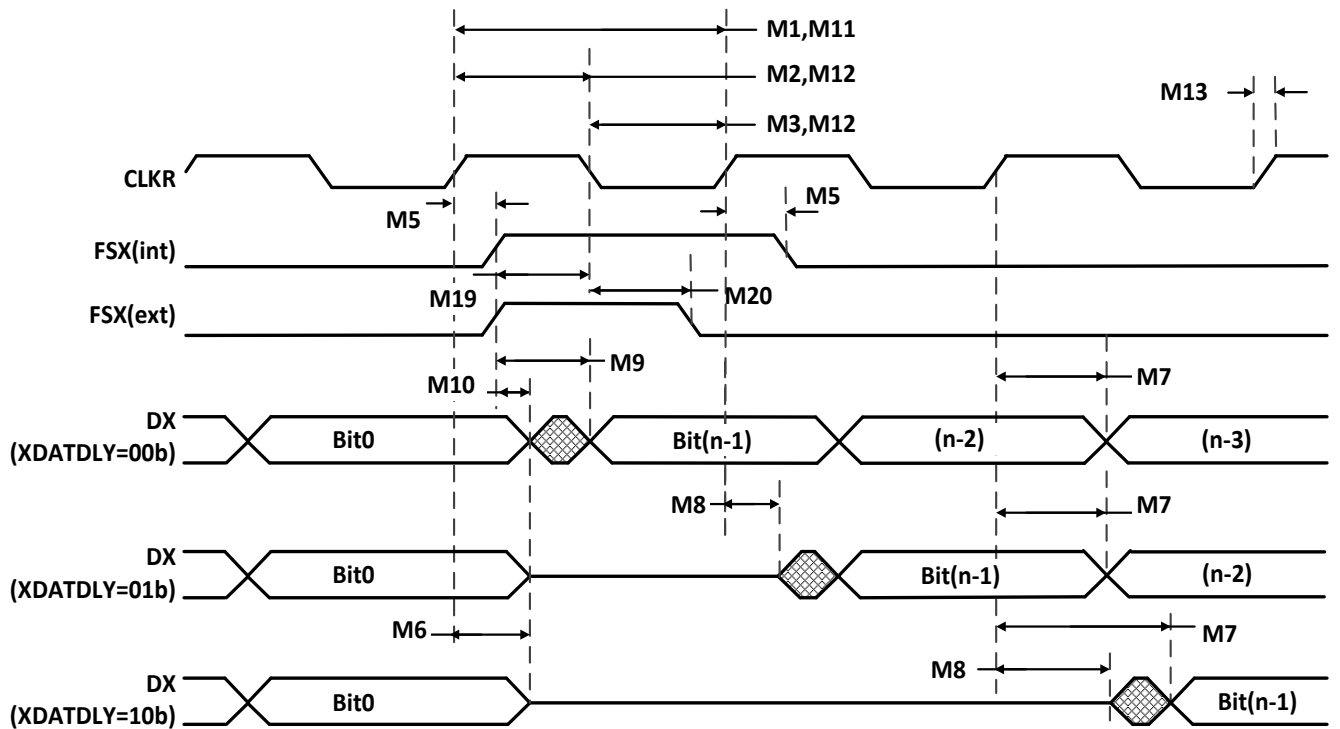 M1,M11
M2,M12
M13
M3,M12
CLKR
M5
M5
FSX(int)
M19
M20
FSX(ext)
M9
M10
M7
DX
(XDATDLY=00b)
Bit0
Bit(n-1)
(n-2)
(n-3)
M8
M7
DX
(XDATDLY=01b)
Bit0
Bit(n-1)
(n-2)
M6
M7
M8
DX
(XDATDLY=10b)
Bit0
Bit(n-1)